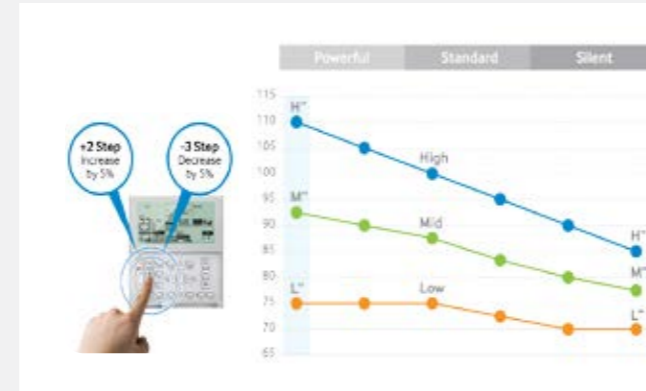 Powerful Standard Silent
+2 Step
Increase
by 5%
-3 Step
Decrease
by 5%
115
110
105
100
95
90
85
80
75
70
65
H
High
H
M
Mid
M
L
Low
L